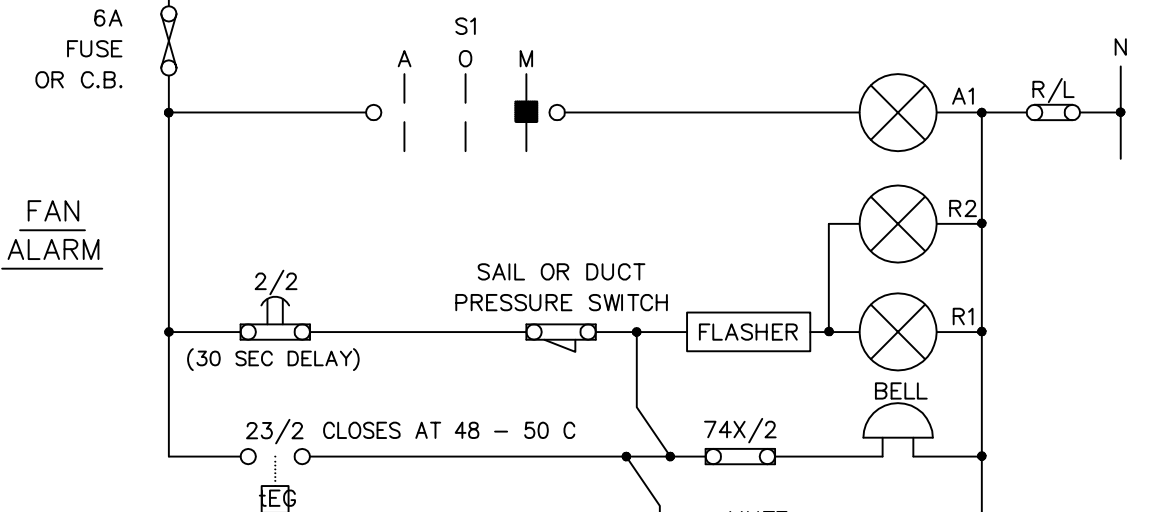 6A
FUSE
OR C.B.
S1
A O M
N
A1
R/L
FAN
ALARM
R2
2/2
SAIL OR DUCT
PRESSURE SWITCH
FLASHER
R1
(30 SEC DELAY)
BELL
23/2 CLOSES AT 48 – 50 C
74X/2
tEG